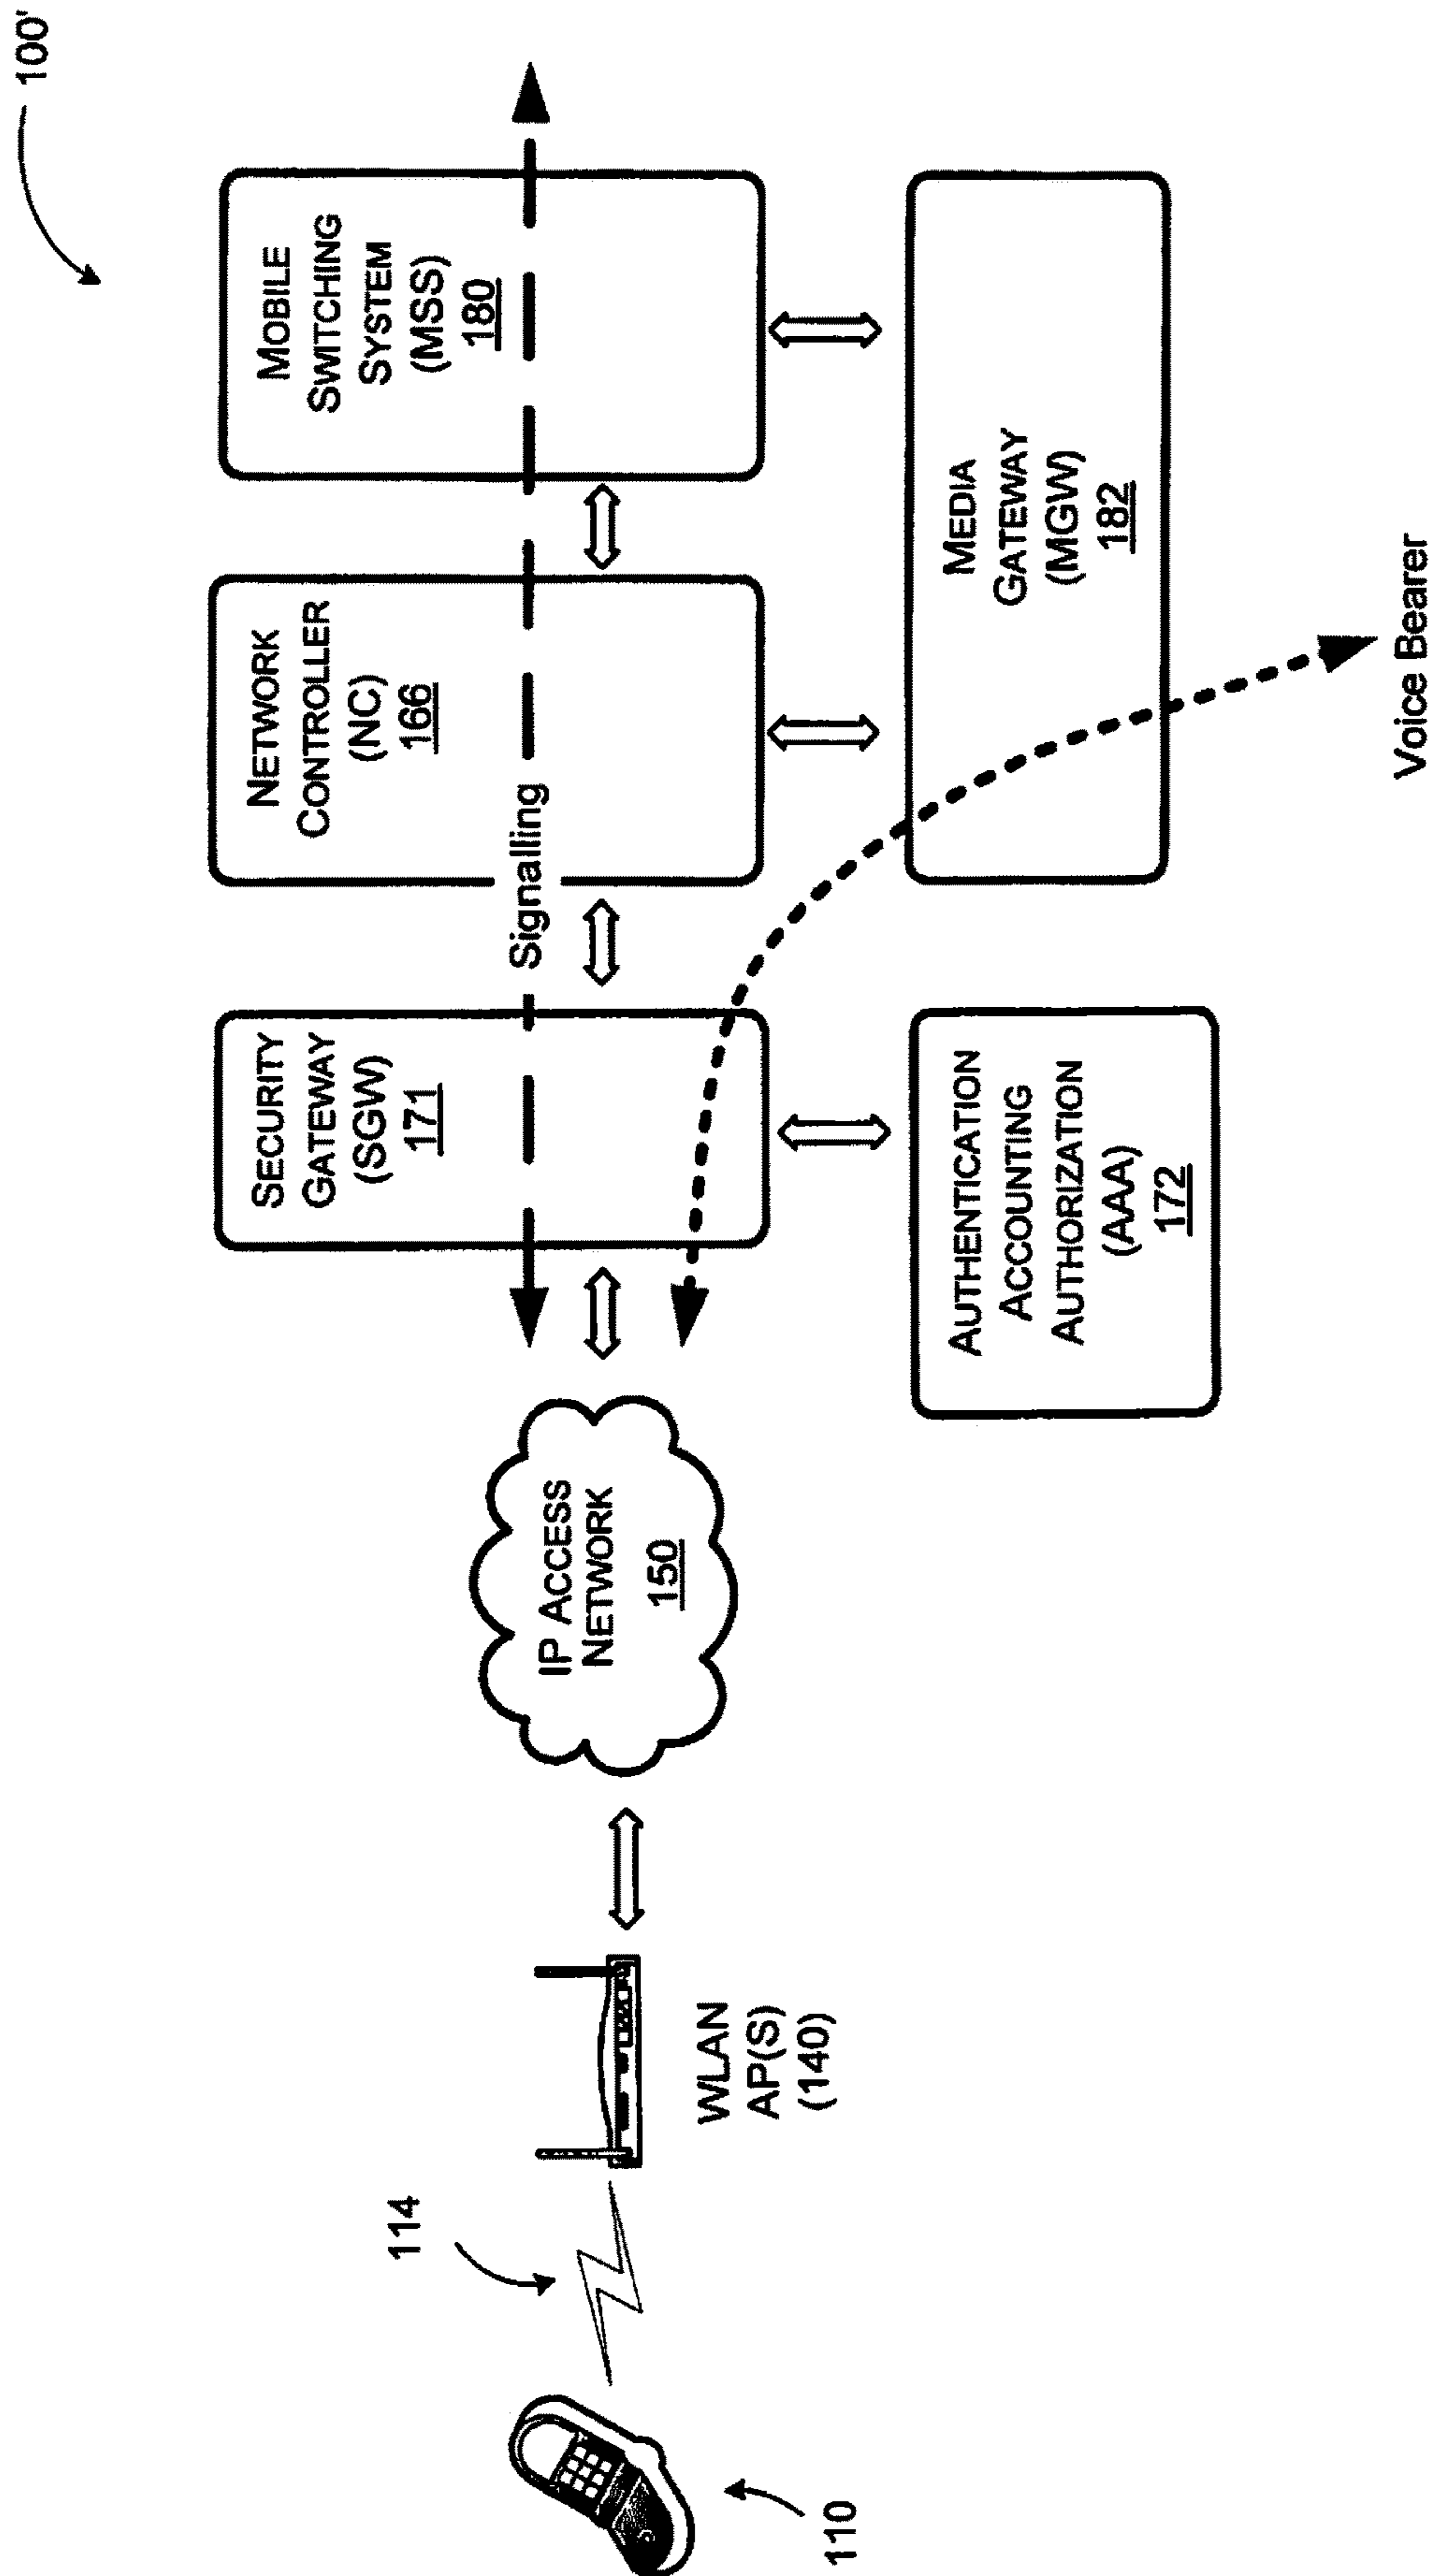 100'
110
114
WLAN
AP(S)
(140)
IP ACCESS
NETWORK
150
SECURITY
GATEWAY
(SGW)
171
Signalling
NETWORK
CONTROLLER
(NC)
166
MOBILE
SWITCHING
SYSTEM
(MSS)
180
AUTHENTICATION
ACCOUNTING
AUTHORIZATION
(AAA)
172
MEDIA
GATEWAY
(MGW)
182
Voice Bearer